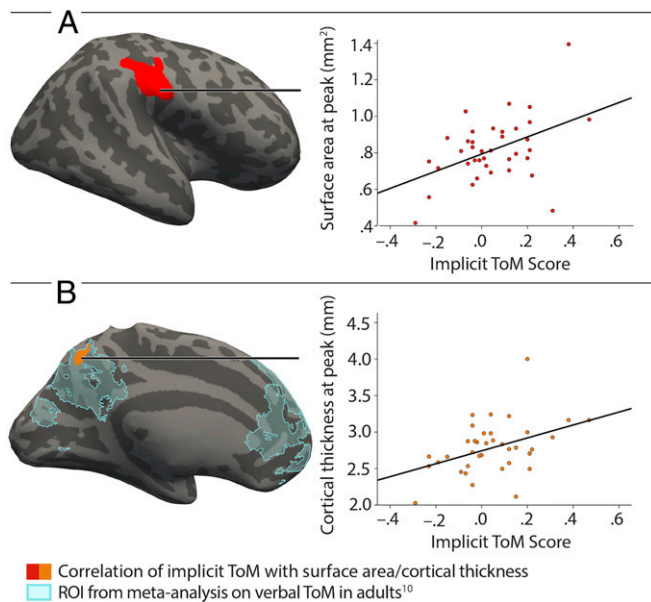 A
Surface area at peak (mm²)
1.4
1.2
1.0
.8
.6
.4
-.4 -.2 .0 .2 .4 .6
Implicit ToM Score
B
Cortical thickness at peak (mm)
4.5
4.0
3.5
3.0
2.5
2.0
-.4 -.2 .0 .2 .4 .6
Implicit ToM Score
Correlation of implicit ToM with surface area/cortical thickness
ROI from meta-analysis on verbal ToM in adults¹⁰